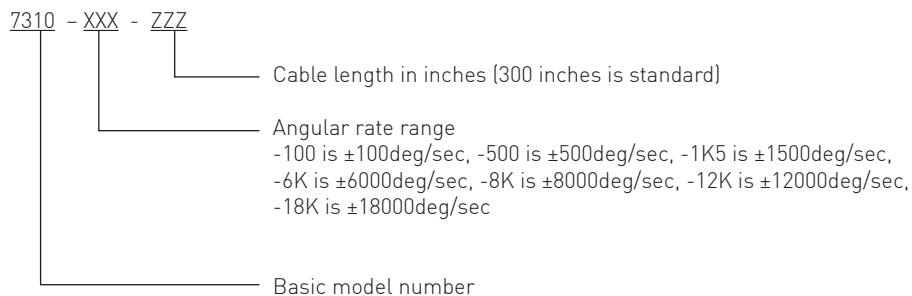 7310 – XXX - ZZZ
Cable length in inches (300 inches is standard)
Angular rate range
-100 is ±100deg/sec, -500 is ±500deg/sec, -1K5 is ±1500deg/sec,
-6K is ±6000deg/sec, -8K is ±8000deg/sec, -12K is ±12000deg/sec,
-18K is ±18000deg/sec
Basic model number